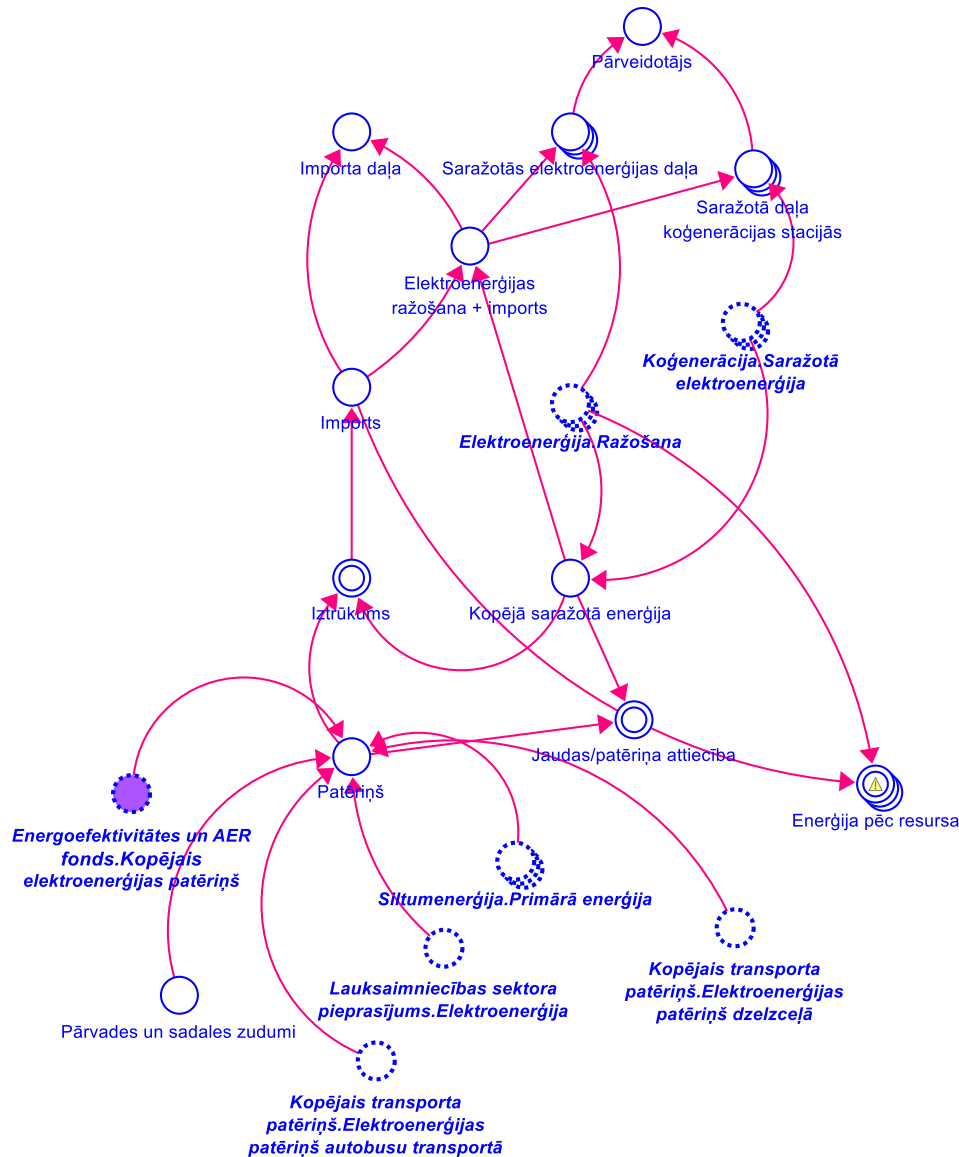 Pārveidotājs
Importa daļa
Saražotās elektroenerģijas daļa
Saražotā daļa
koģenerācijas stacijās
Elektroenerģijas
ražošana + imports
Koģenerācija.Saražotā
elektroenerģija
Imports
Elektroenerģija.Ražošana
Iztrūkums
Kopējā saražotā enerģija
Jaudas/patēriņa attiecība
Patēriņš
Enerģija pēc resursa
Energoefektivitātes un AER
fonds.Kopējais
elektroenerģijas patēriņš
Siltumenerģija.Primārā enerģija
Lauksaimniecības sektora
pieprasījums.Elektroenerģija
Kopējais transporta
patēriņš.Elektroenerģijas
patēriņš dzelzceļā
Pārvades un sadales zudumi
Kopējais transporta
patēriņš.Elektroenerģijas
patēriņš autobusu transportā